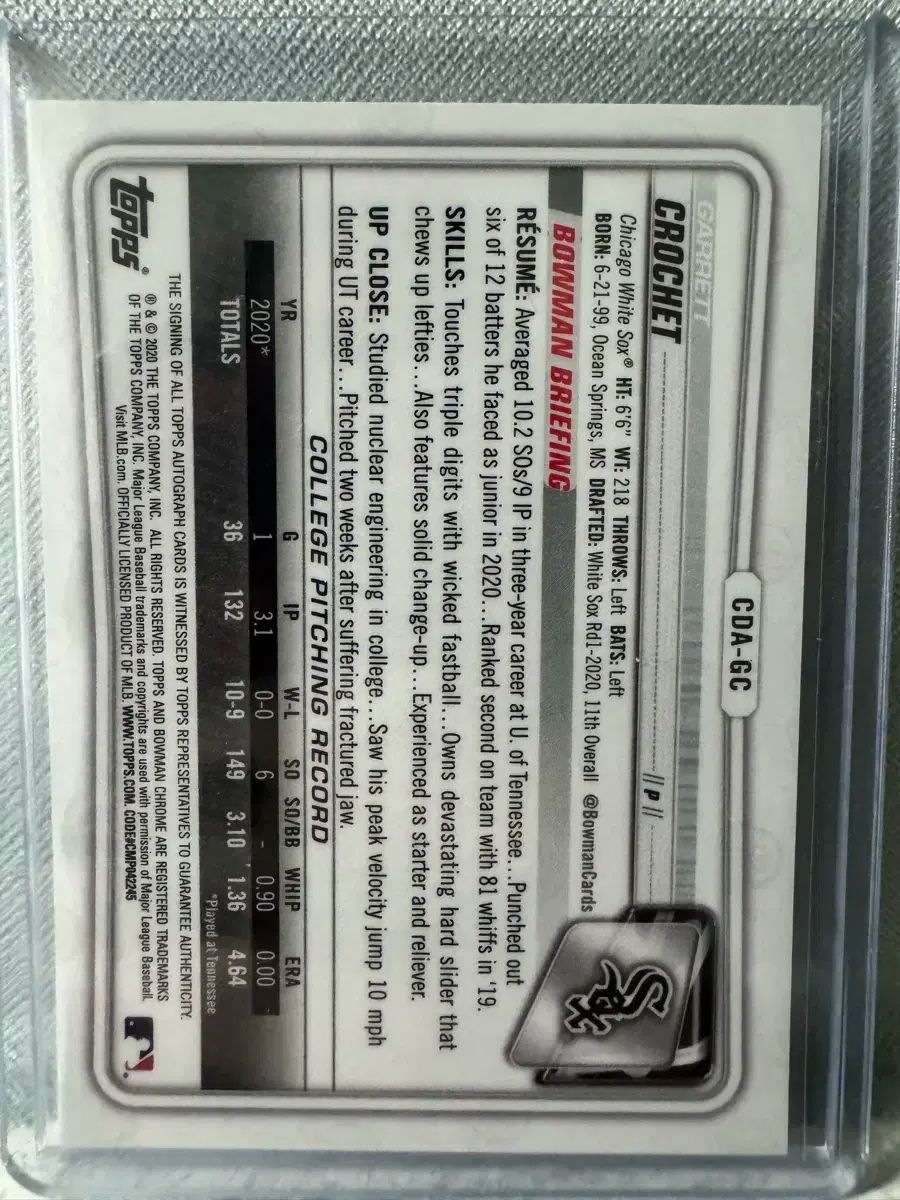 CDA-GC
GARRETT
CROCHET
|| P ||
Chicago White Sox® HT: 6'6" WT: 218 THROWS: Left BATS: Left
BORN: 6-21-99, Ocean Springs, MS DRAFTED: White Sox Rd1-2020, 11th Overall @BowmanCards
Sox
BOWMAN BRIEFING
RÉSUMÉ: Averaged 10.2 SOs/9 IP in three-year career at U. of Tennessee...Punched out
six of 12 batters he faced as junior in 2020...Ranked second on team with 81 whiffs in '19.
SKILLS: Touches triple digits with wicked fastball...Owns devastating hard slider that
chews up lefties...Also features solid change-up...Experienced as starter and reliever.
UP CLOSE: Studied nuclear engineering in college...Saw his peak velocity jump 10 mph
during UT career...Pitched two weeks after suffering fractured jaw.
COLLEGE PITCHING RECORD
YR G IP W-L SO SO/BB WHIP ERA
2020* 1 3.1 0-0 6 - 0.90 0.00
TOTALS 36 132 10-9 149 3.10 1.36 4.64
*Played at Tennessee
THE SIGNING OF ALL TOPPS AUTOGRAPH CARDS IS WITNESSED BY TOPPS REPRESENTATIVES TO GUARANTEE AUTHENTICITY.
topps®
® & © 2020 THE TOPPS COMPANY, INC. ALL RIGHTS RESERVED. TOPPS AND BOWMAN CHROME ARE REGISTERED TRADEMARKS
OF THE TOPPS COMPANY, INC. Major League Baseball trademarks and copyrights are used with permission of Major League Baseball.
Visit MLB.com. OFFICIALLY LICENSED PRODUCT OF MLB. WWW.TOPPS.COM. CODE#CMP042245